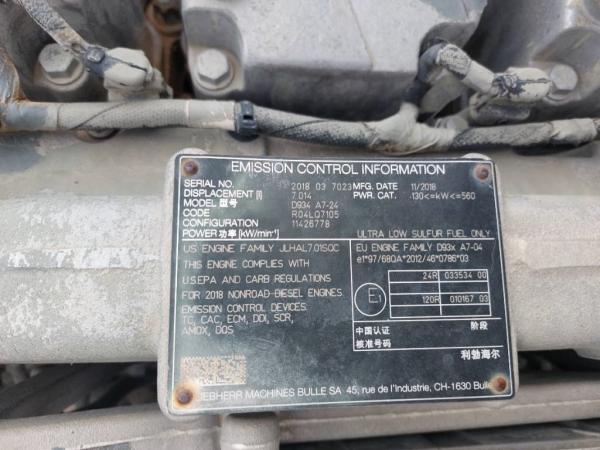 EMISSION CONTROL INFORMATION
SERIAL NO. 2018 03 7023 MFG. DATE 11/2018
DISPLACEMENT [l] 7.014 PWR. CAT. 130<=kW<=560
MODEL 型号 D934 A7-24
CODE R04LQ7105
CONFIGURATION 11426778
POWER 功率 [kW/min⁻¹] ULTRA LOW SULFUR FUEL ONLY
US ENGINE FAMILY JLHAL7.01SQC
THIS ENGINE COMPLIES WITH
U.S.EPA AND CARB REGULATIONS
FOR 2018 NONROAD DIESEL ENGINES
EMISSION CONTROL DEVICES:
TC, CAC, ECM, DDI, SCR,
AMOX, DOS
EU ENGINE FAMILY D93x A7-04
e1*97/68QA*2012/46*0786*03
E1
24R 033534 00
120R 010167 03
中国认证 阶段
核准号码
利勃海尔
LIEBHERR MACHINES BULLE SA 45, rue de l'Industrie, CH-1630 Bulle